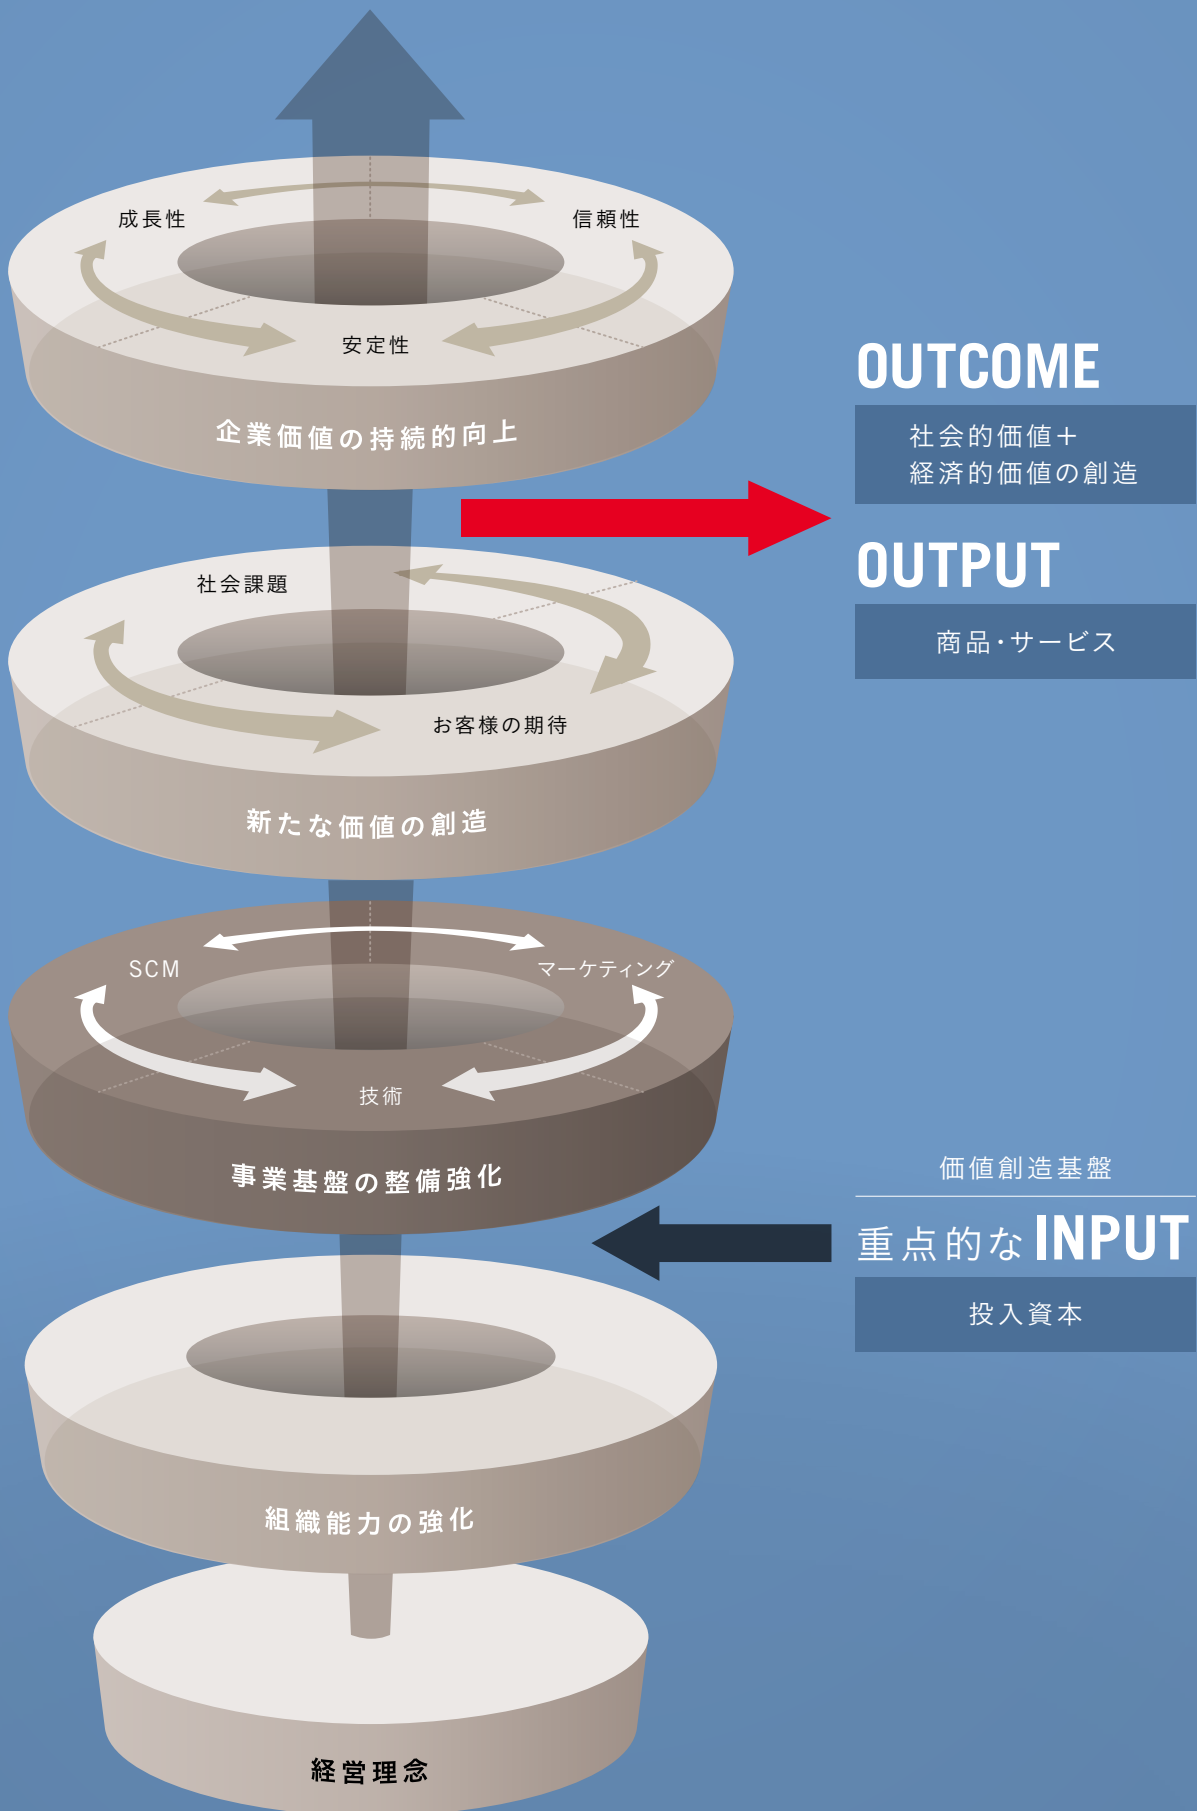 成長性
信頼性
安定性
企業価値の持続的向上
OUTCOME
社会的価値＋
経済的価値の創造
OUTPUT
商品・サービス
社会課題
お客様の期待
新たな価値の創造
SCM
マーケティング
技術
事業基盤の整備強化
価値創造基盤
重点的なINPUT
投入資本
組織能力の強化
経営理念